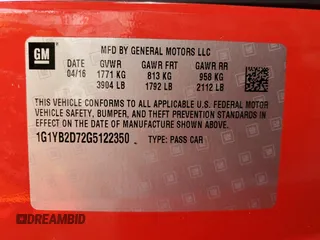 GM
MFD BY GENERAL MOTORS LLC
DATE GVWR GAWR FRT GAWR RR
04/16 1771 KG 813 KG 958 KG
3904 LB 1792 LB 2112 LB
THIS VEHICLE CONFORMS TO ALL APPLICABLE U.S. FEDERAL MOTOR
VEHICLE SAFETY, BUMPER, AND THEFT PREVENTION STANDARDS IN
EFFECT ON THE DATE OF MANUFACTURE SHOWN ABOVE.
1G1YB2D72G5122350 TYPE: PASS CAR
AUTOBIDMASTER